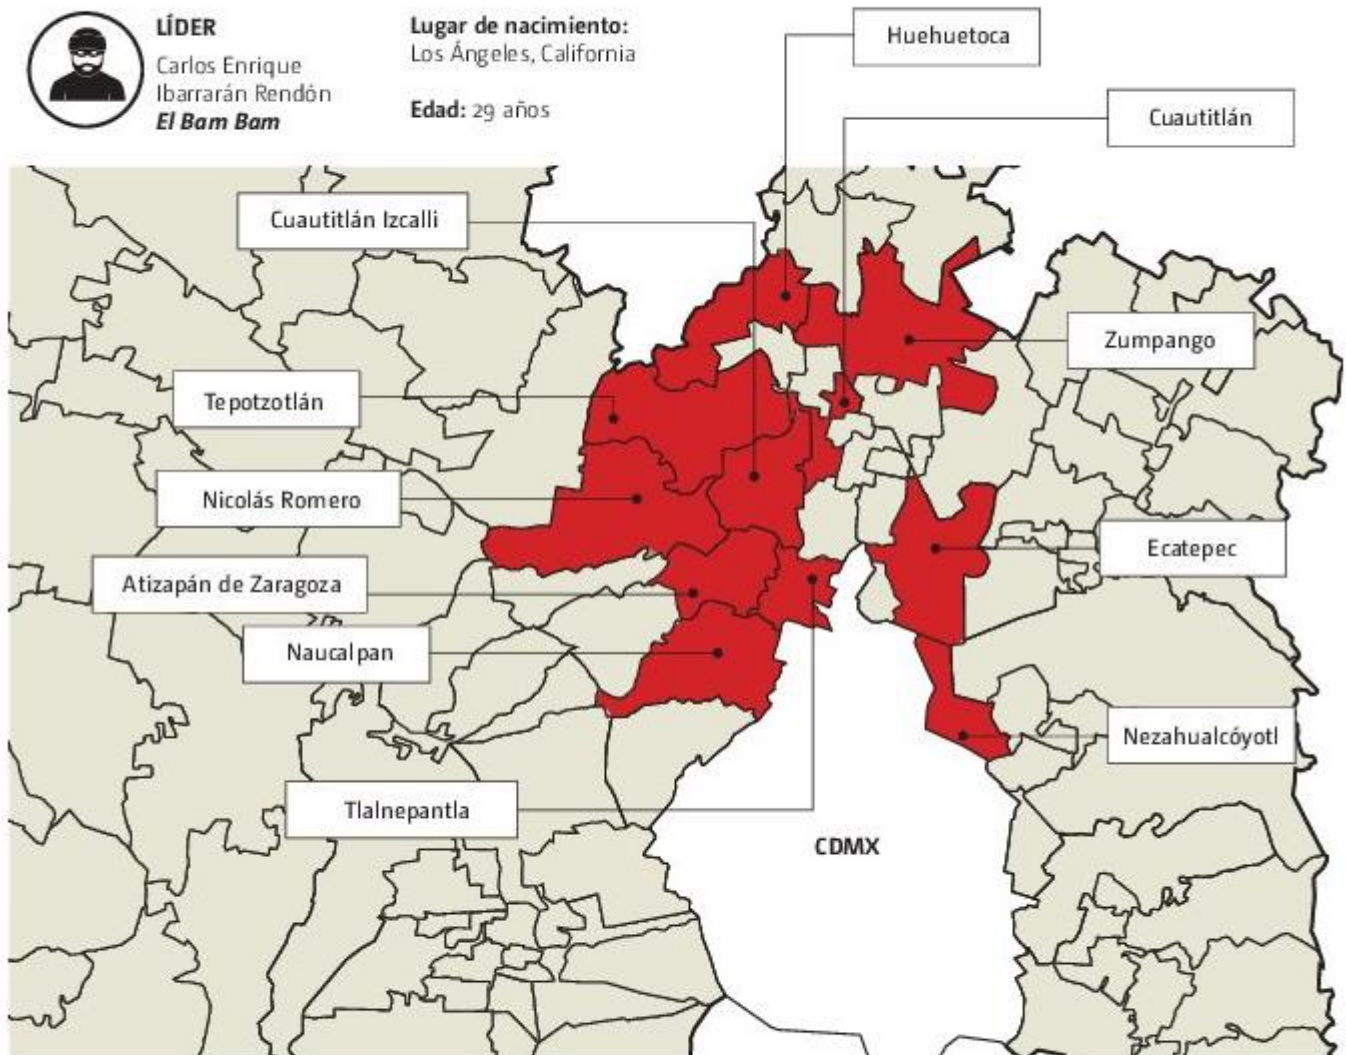 LÍDER
Carlos Enrique
Ibarrarán Rendón
El Bam Bam
Lugar de nacimiento:
Los Ángeles, California
Edad: 29 años
Huehuetoca
Cuautitlán
Cuautitlán Izcalli
Zumpango
Tepotzotlán
Nicolás Romero
Ecatepec
Atizapán de Zaragoza
Naucalpan
Nezahualcóyotl
Tlalnepantla
CDMX